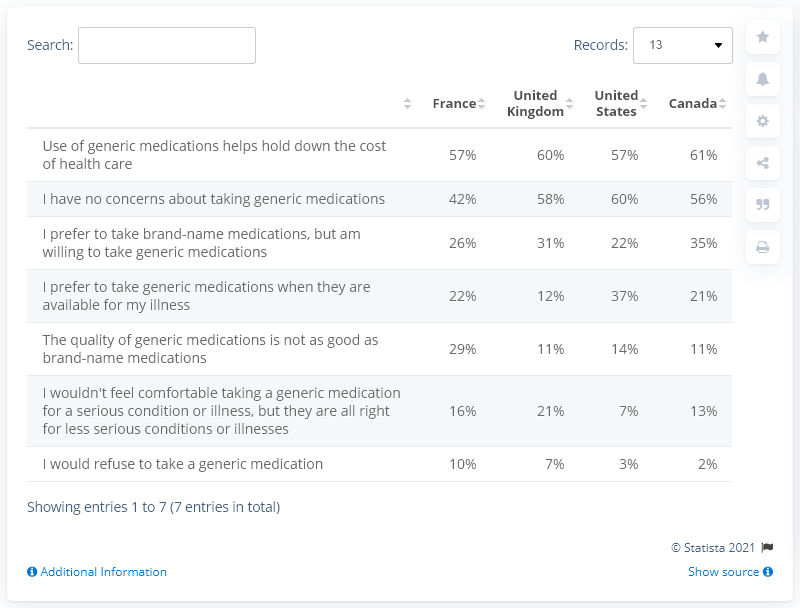 Search:
Records: 13
France United Kingdom United States Canada
Use of generic medications helps hold down the cost
of health care 57% 60% 57% 61%
I have no concerns about taking generic medications 42% 58% 60% 56%
I prefer to take brand-name medications, but am
willing to take generic medications 26% 31% 22% 35%
I prefer to take generic medications when they are
available for my illness 22% 12% 37% 21%
The quality of generic medications is not as good as
brand-name medications 29% 11% 14% 11%
I wouldn't feel comfortable taking a generic medication
for a serious condition or illness, but they are all right
for less serious conditions or illnesses 16% 21% 7% 13%
I would refuse to take a generic medication 10% 7% 3% 2%
Showing entries 1 to 7 (7 entries in total)
© Statista 2021
Additional Information
Show source